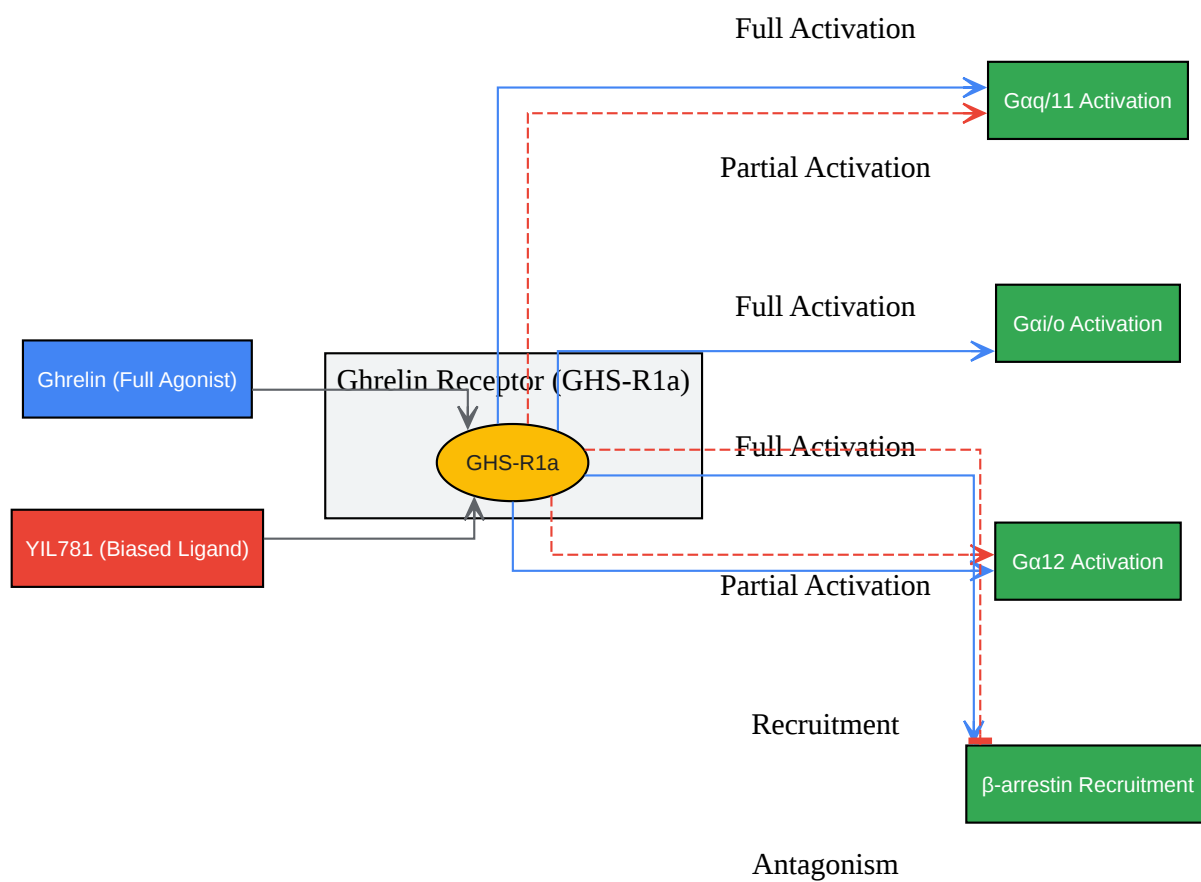 Full Activation
Gαq/11 Activation
Partial Activation
Full Activation
Gαi/o Activation
Ghrelin (Full Agonist)
Ghrelin Receptor (GHS-R1a)
Full Activation
GHS-R1a
YIL781 (Biased Ligand)
Gα12 Activation
Partial Activation
Recruitment
β-arrestin Recruitment
Antagonism